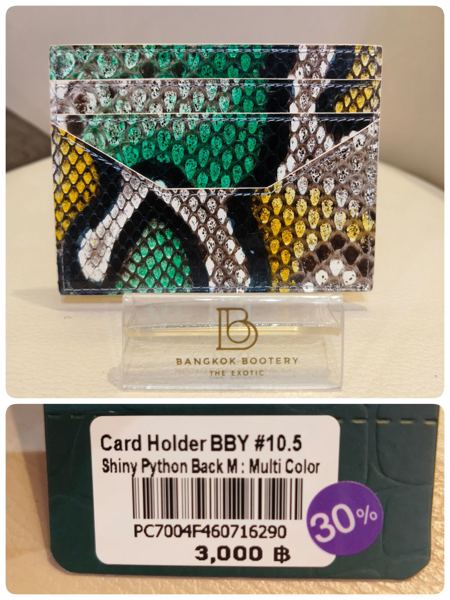 B
BANGKOK BOOTERY
THE EXOTIC
Card Holder BBY #10.5
Shiny Python Back M : Multi Color
PC7004F460716290
3,000 ฿
30%